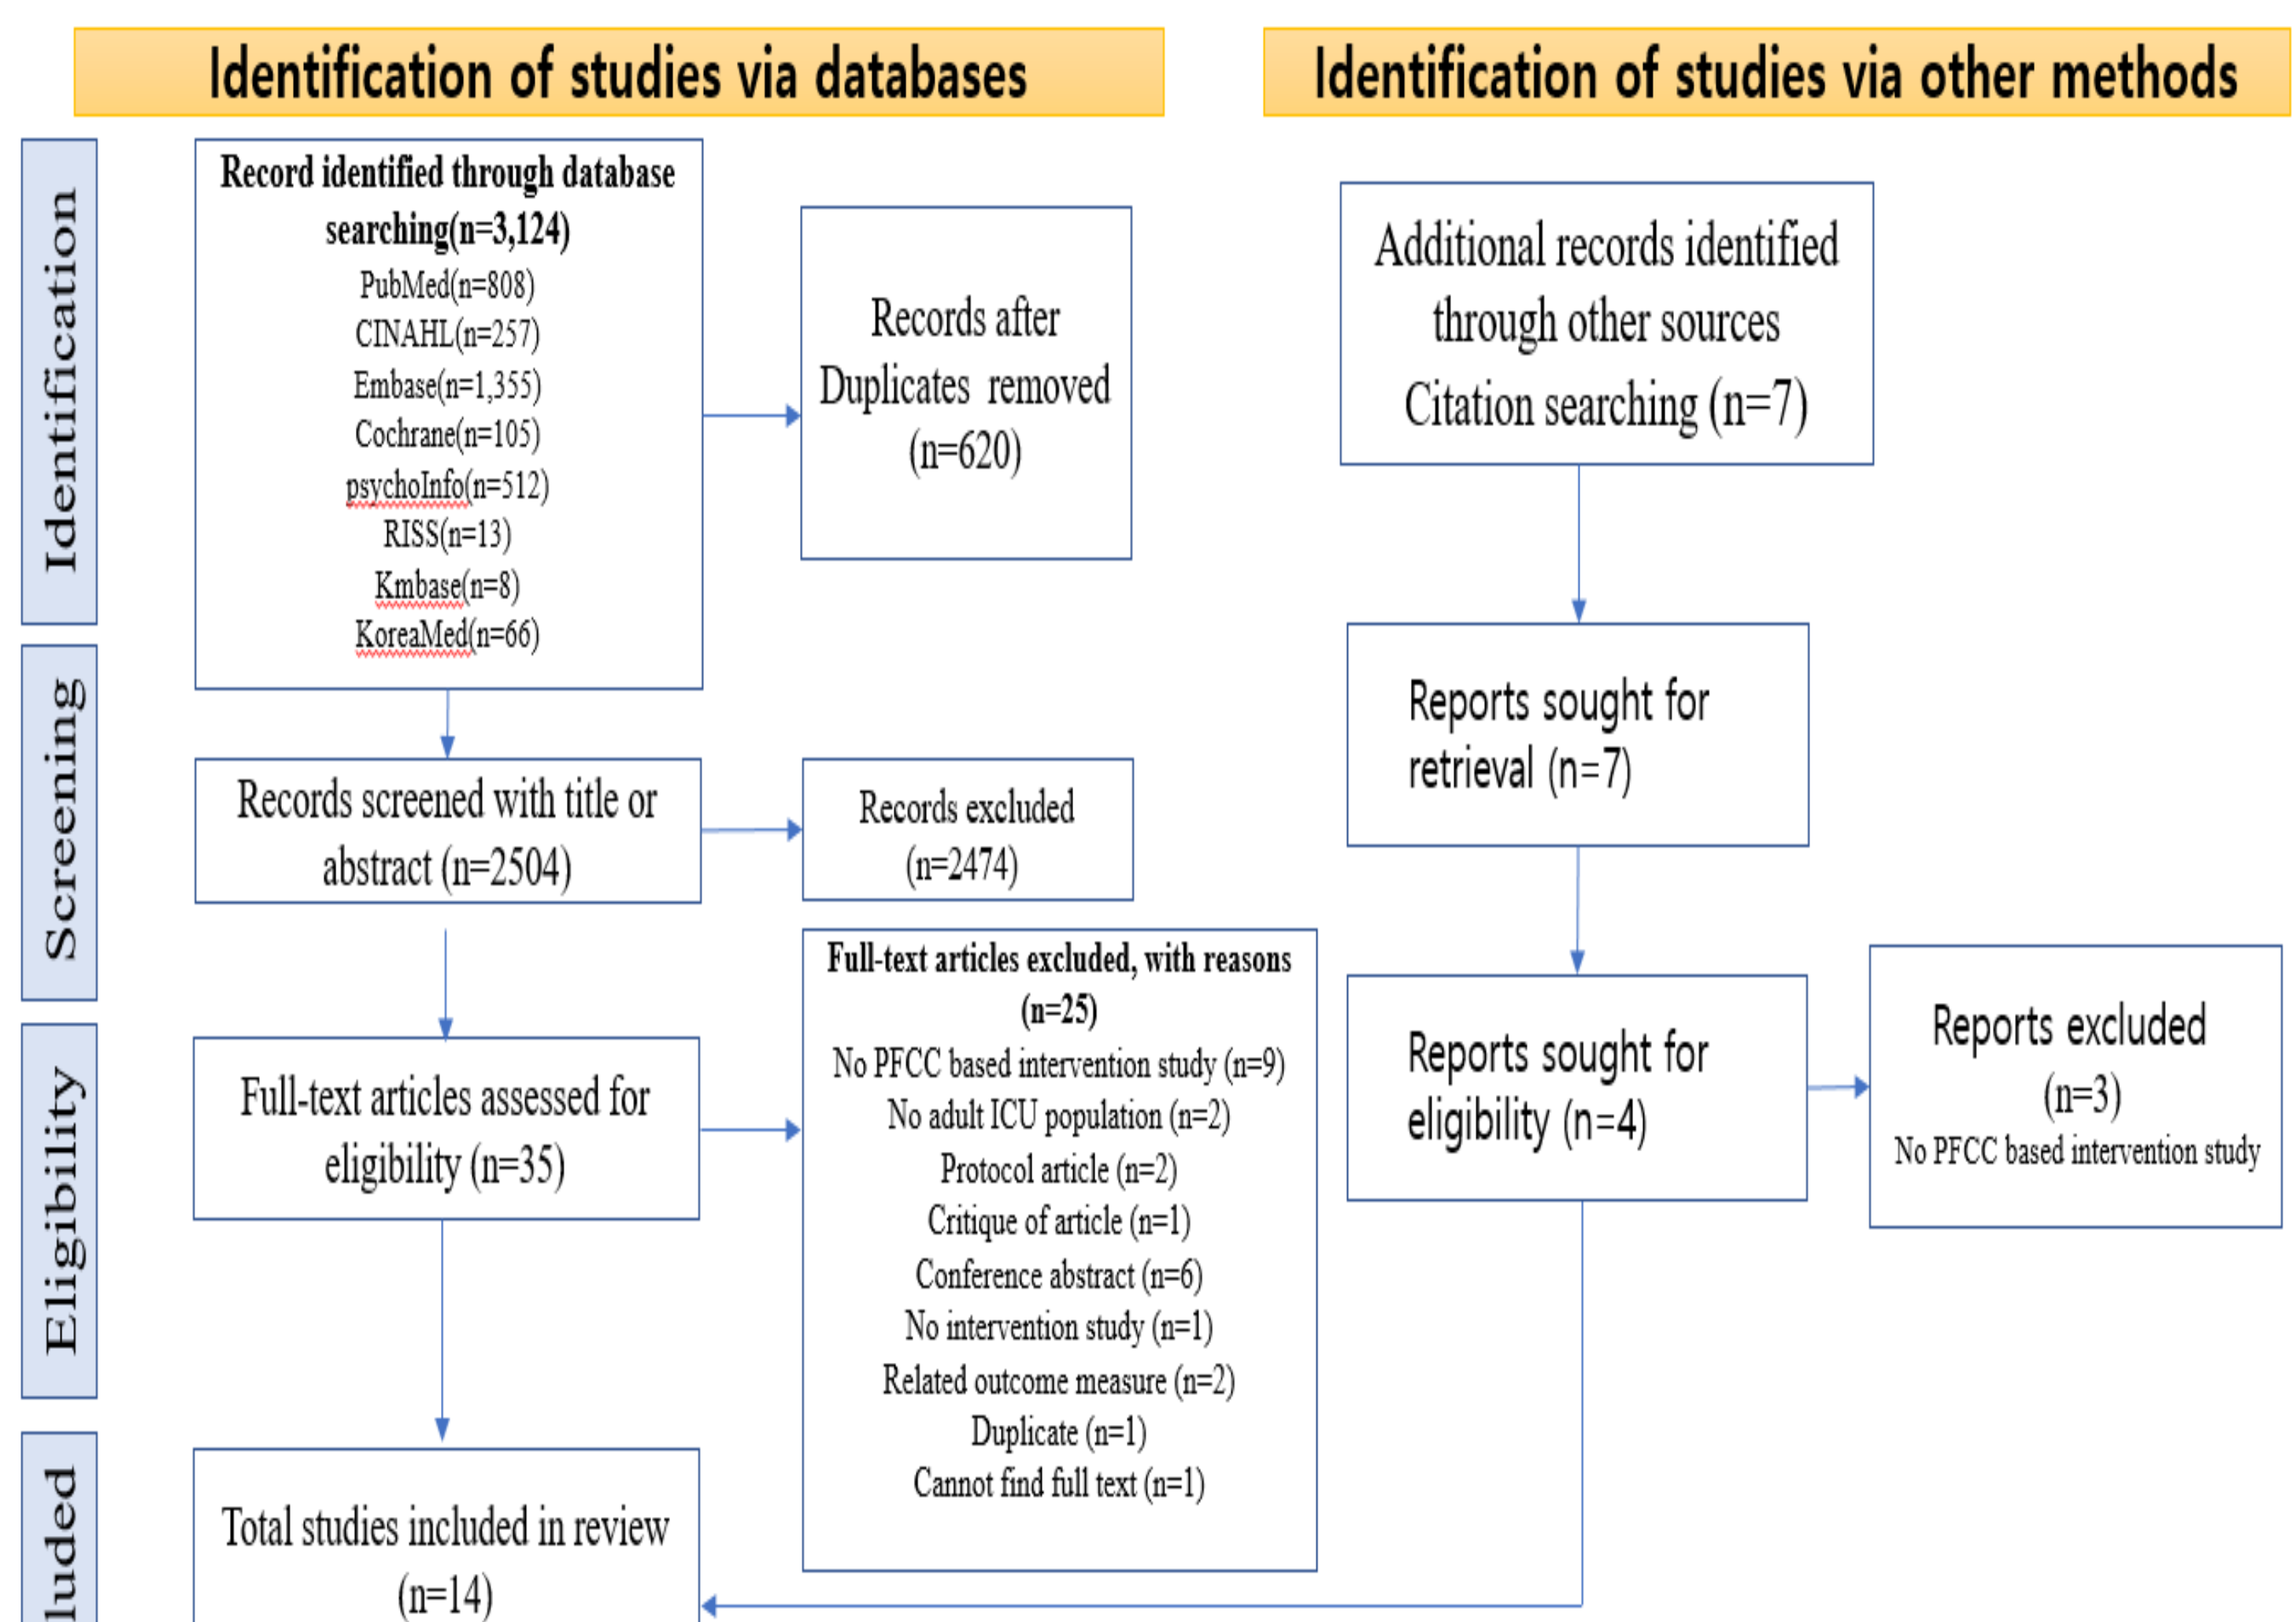 Identification of studies via databases
Identification of studies via other methods
Identification
Record identified through database
searching(n=3,124)
PubMed(n=808)
CINAHL(n=257)
Embase(n=1,355)
Cochrane(n=105)
psychoInfo(n=512)
RISS(n=13)
Kmbase(n=8)
KoreaMed(n=66)
Records after
Duplicates removed
(n=620)
Additional records identified
through other sources
Citation searching (n=7)
Screening
Records screened with title or
abstract (n=2504)
Records excluded
(n=2474)
Reports sought for
retrieval (n=7)
Eligibility
Full-text articles assessed for
eligibility (n=35)
Full-text articles excluded, with reasons
(n=25)
No PFCC based intervention study (n=9)
No adult ICU population (n=2)
Protocol article (n=2)
Critique of article (n=1)
Conference abstract (n=6)
No intervention study (n=1)
Related outcome measure (n=2)
Duplicate (n=1)
Cannot find full text (n=1)
Reports sought for
eligibility (n=4)
Reports excluded
(n=3)
No PFCC based intervention study
luded
Total studies included in review
(n=14)